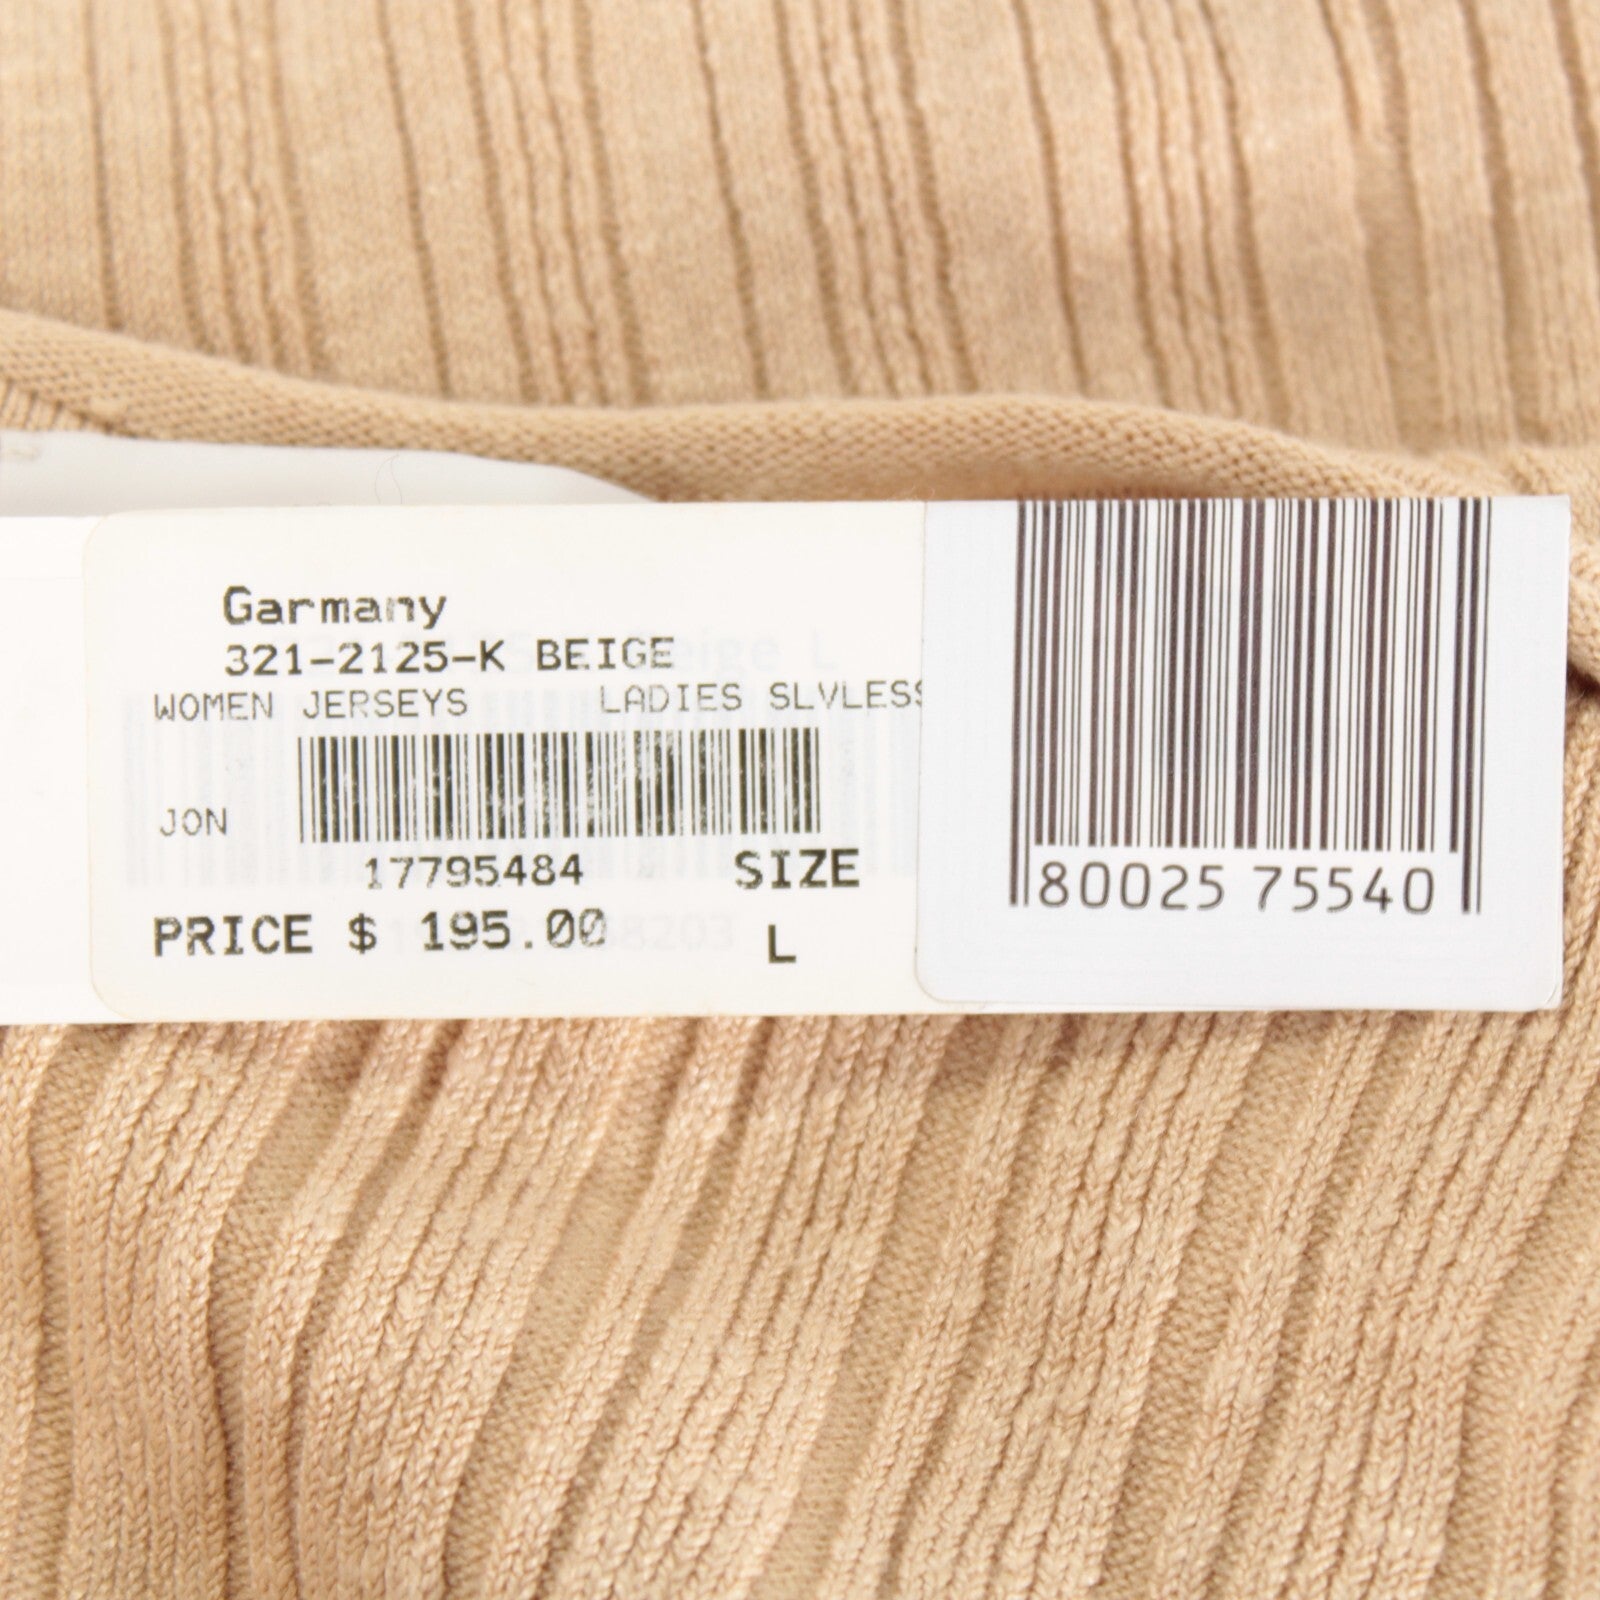 Garmany
321-2125-K BEIGE
WOMEN JERSEYS LADIES SLVLESS
JON
17795484 SIZE
PRICE $ 195.00 L
80025 75540